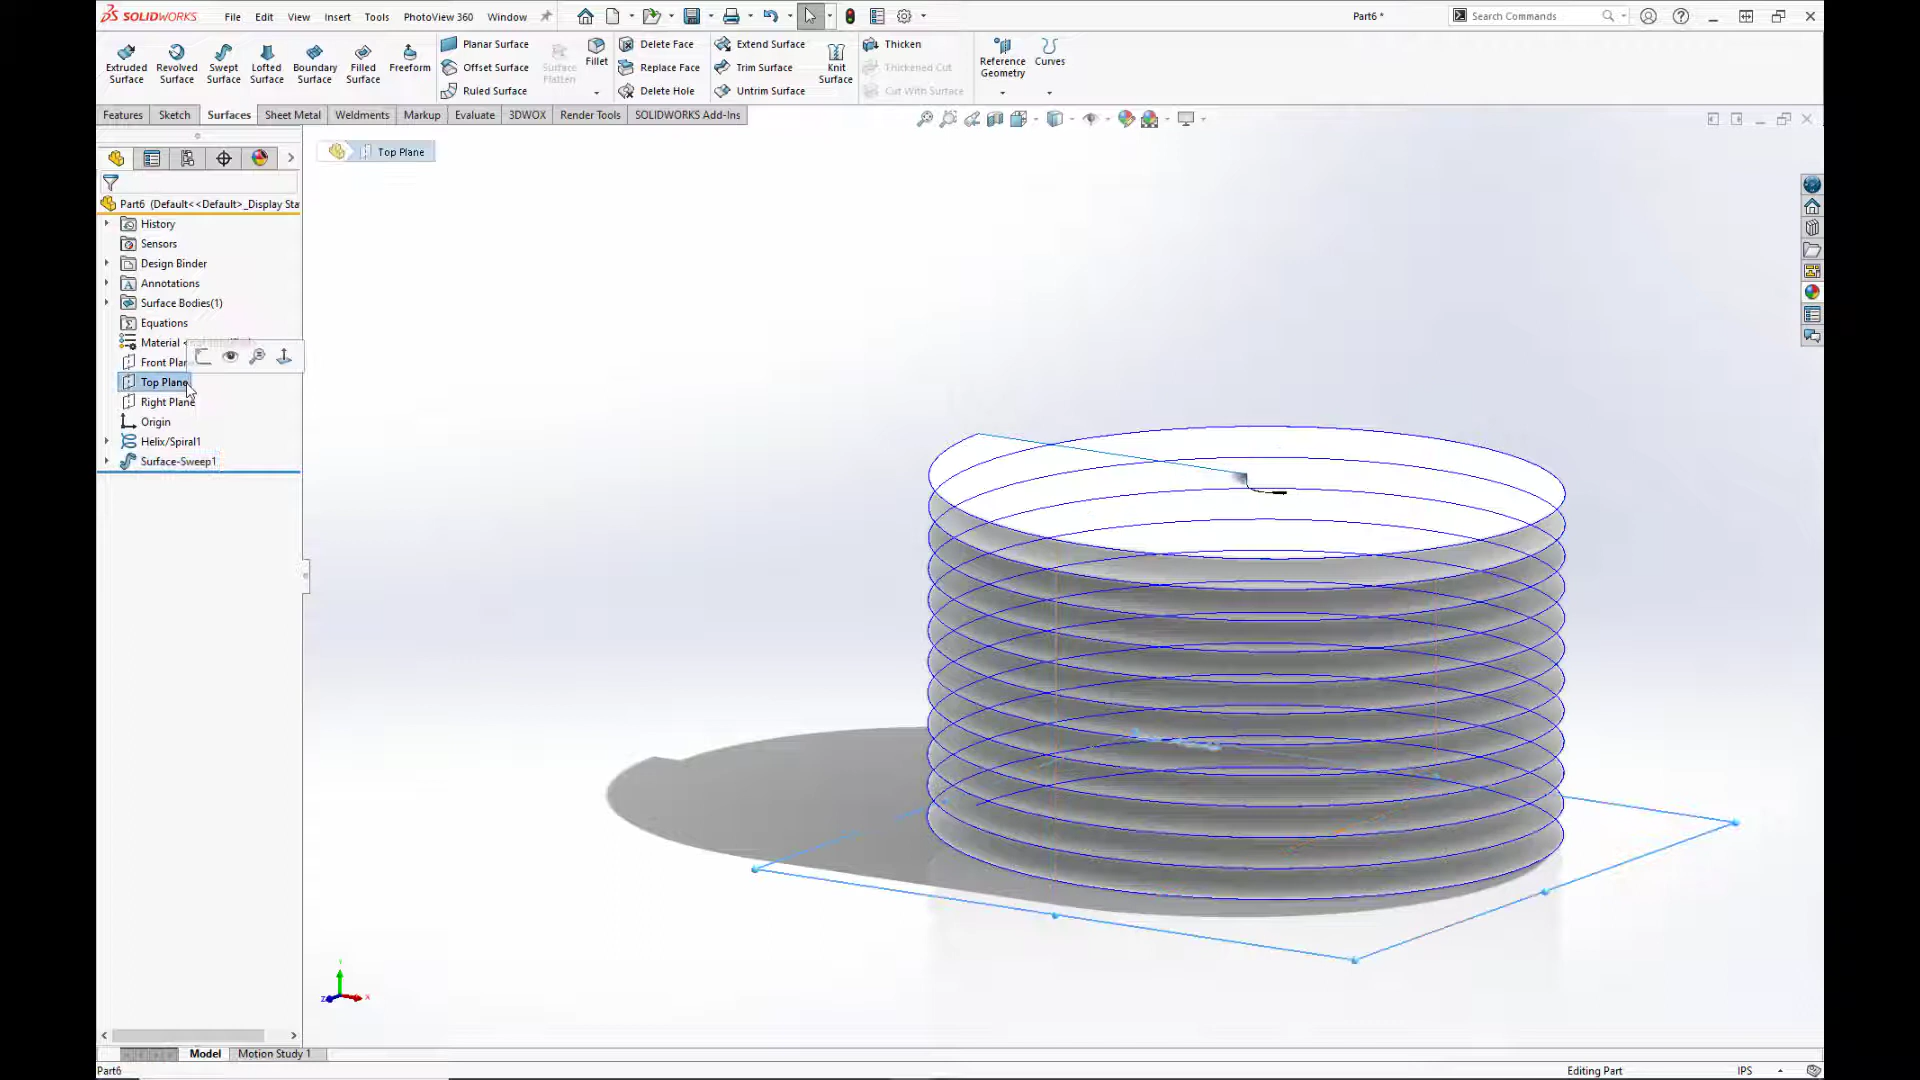 SOLIDWORKS File Edit View Insert Tools PhotoView 360 Window Part6 * Search Commands
Extruded Surface Revolved Surface Swept Surface Lofted Surface Boundary Surface Filled Surface Freeform
Planar Surface
Offset Surface
Ruled Surface
Surface Flatten
Fillet
Delete Face
Replace Face
Delete Hole
Extend Surface
Trim Surface
Untrim Surface
Knit Surface
Thicken
Thickened Cut
Cut With Surface
Reference Geometry
Curves
Features Sketch Surfaces Sheet Metal Weldments Markup Evaluate 3DWOX Render Tools SOLIDWORKS Add-Ins
Top Plane
Part6 (Default<<Default>_Display Sta
History
Sensors
Design Binder
Annotations
Surface Bodies(1)
Equations
Material <
Front Plan
Top Plane
Right Plane
Origin
Helix/Spiral1
Surface-Sweep1
Y
Z X
Model Motion Study 1
Part6 Editing Part IPS